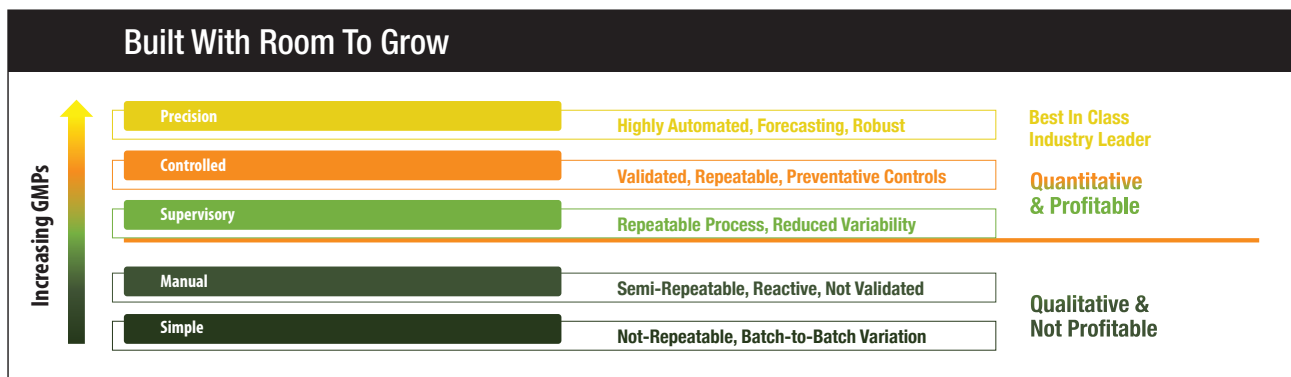 Built With Room To Grow
Increasing GMPs
Precision
Highly Automated, Forecasting, Robust
Best In Class
Industry Leader
Controlled
Validated, Repeatable, Preventative Controls
Quantitative
& Profitable
Supervisory
Repeatable Process, Reduced Variability
Manual
Semi-Repeatable, Reactive, Not Validated
Qualitative &
Not Profitable
Simple
Not-Repeatable, Batch-to-Batch Variation